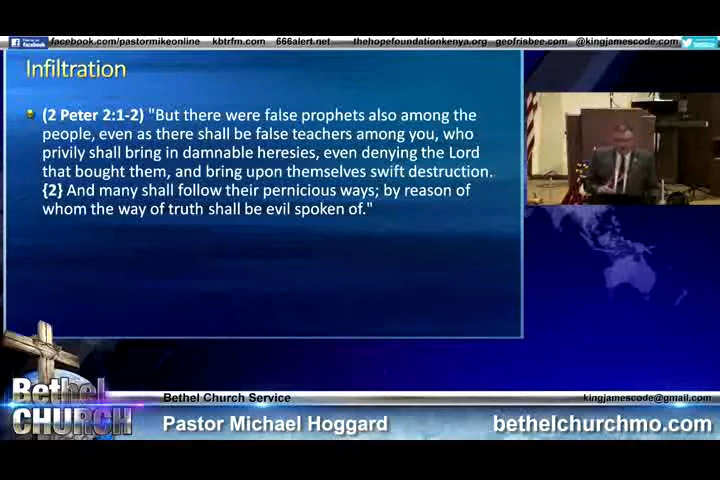 facebook.com/pastormikeonline kbtrfm.com 666alert.net thehopefoundationkenya.org geofrisbee.com @kingjamescode.com
Infiltration
(2 Peter 2:1-2) "But there were false prophets also among the
people, even as there shall be false teachers among you, who
privily shall bring in damnable heresies, even denying the Lord
that bought them, and bring upon themselves swift destruction.
{2} And many shall follow their pernicious ways; by reason of
whom the way of truth shall be evil spoken of."
Bethel
CHURCH
Bethel Church Service
kingjamescode@gmail.com
Pastor Michael Hoggard
bethelchurchmo.com